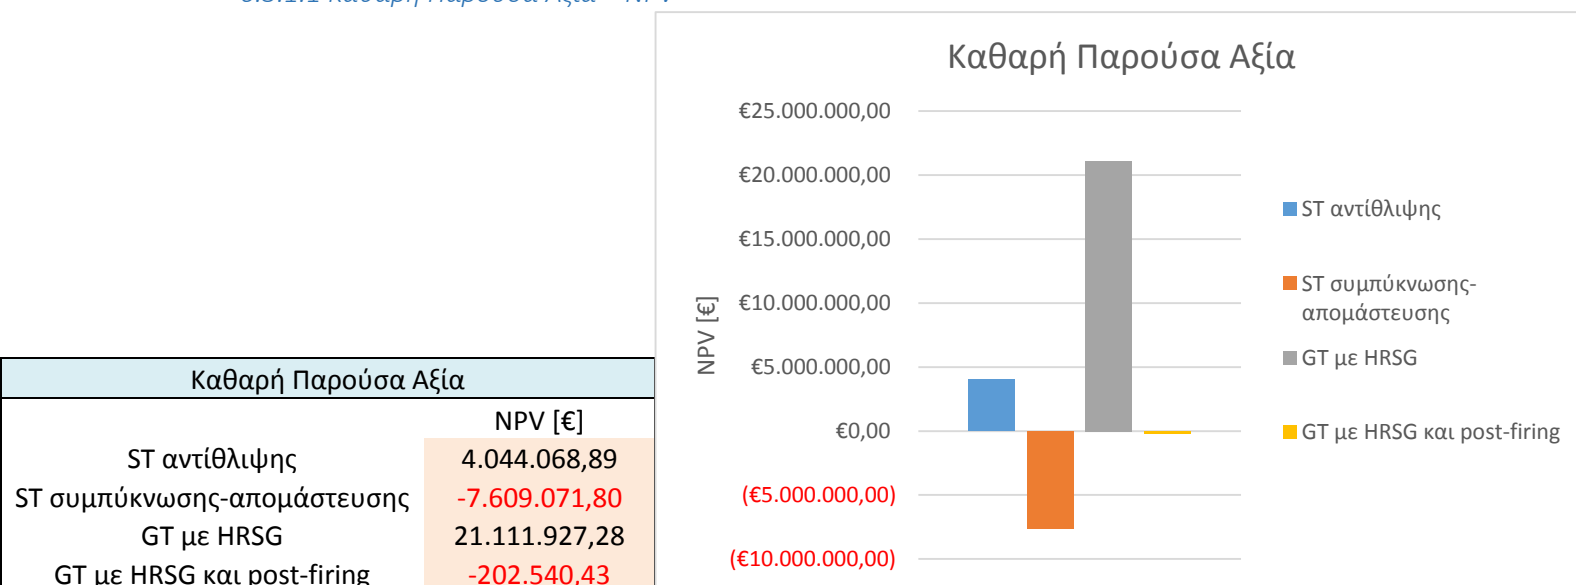 Καθαρή Παρούσα Αξία
€25.000.000,00
€20.000.000,00
€15.000.000,00
€10.000.000,00
€5.000.000,00
€0,00
(€5.000.000,00)
(€10.000.000,00)
NPV [€]
ST αντίθλιψης
ST συμπύκνωσης-
απομάστευσης
GT με HRSG
GT με HRSG και post-firing
Καθαρή Παρούσα Αξία
NPV [€]
ST αντίθλιψης 4.044.068,89
ST συμπύκνωσης-απομάστευσης -7.609.071,80
GT με HRSG 21.111.927,28
GT με HRSG και post-firing -202.540,43